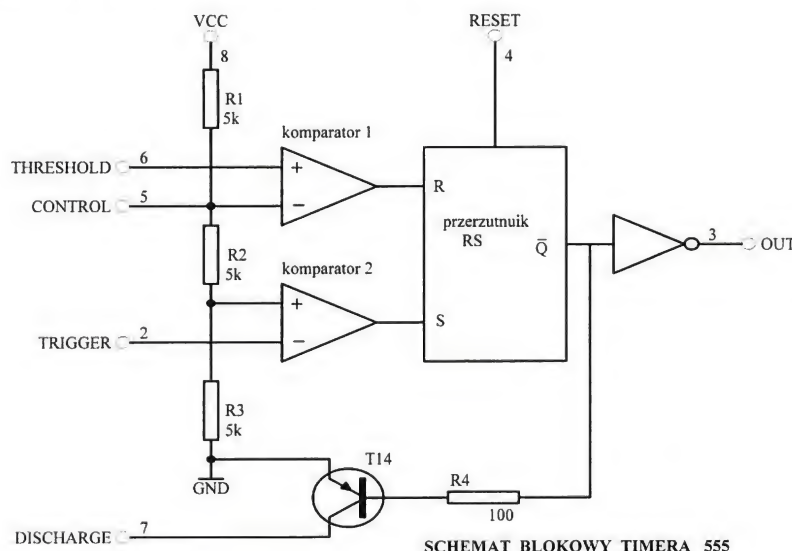 VCC
8
RESET
4
R1
5k
komparator 1
THRESHOLD
6
+
CONTROL
5
−
R
przerzutnuik
RS
Q̅
3
OUT
R2
5k
komparator 2
+
S
TRIGGER
2
−
R3
5k
T14
R4
GND
100
DISCHARGE
7
SCHEMAT BLOKOWY TIMERA 555